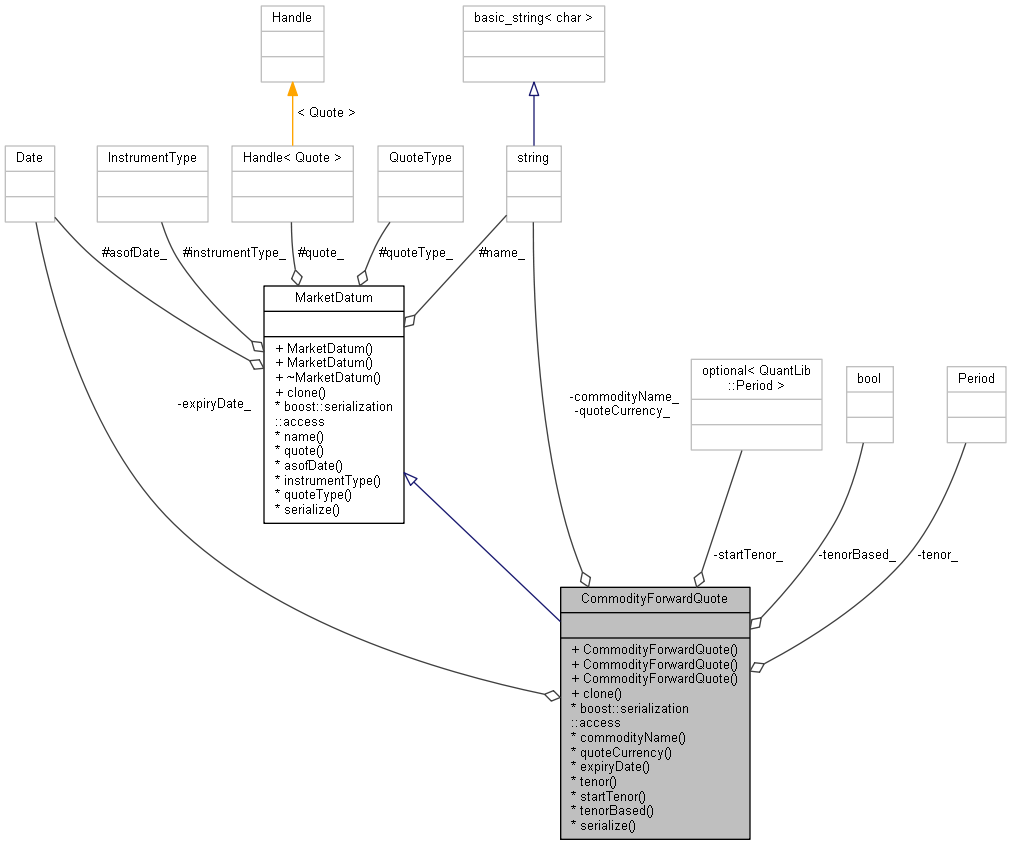 Handle
basic_string< char >
< Quote >
Date
InstrumentType
Handle< Quote >
QuoteType
string
#asofDate_
#instrumentType_
#quote_
#quoteType_
#name_
MarketDatum
+ MarketDatum()
+ MarketDatum()
+ ~MarketDatum()
+ clone()
* boost::serialization
::access
* name()
* quote()
* asofDate()
* instrumentType()
* quoteType()
* serialize()
-expiryDate_
-commodityName_
-quoteCurrency_
optional< QuantLib
::Period >
bool
Period
-startTenor_
-tenorBased_
-tenor_
CommodityForwardQuote
+ CommodityForwardQuote()
+ CommodityForwardQuote()
+ CommodityForwardQuote()
+ clone()
* boost::serialization
::access
* commodityName()
* quoteCurrency()
* expiryDate()
* tenor()
* startTenor()
* tenorBased()
* serialize()